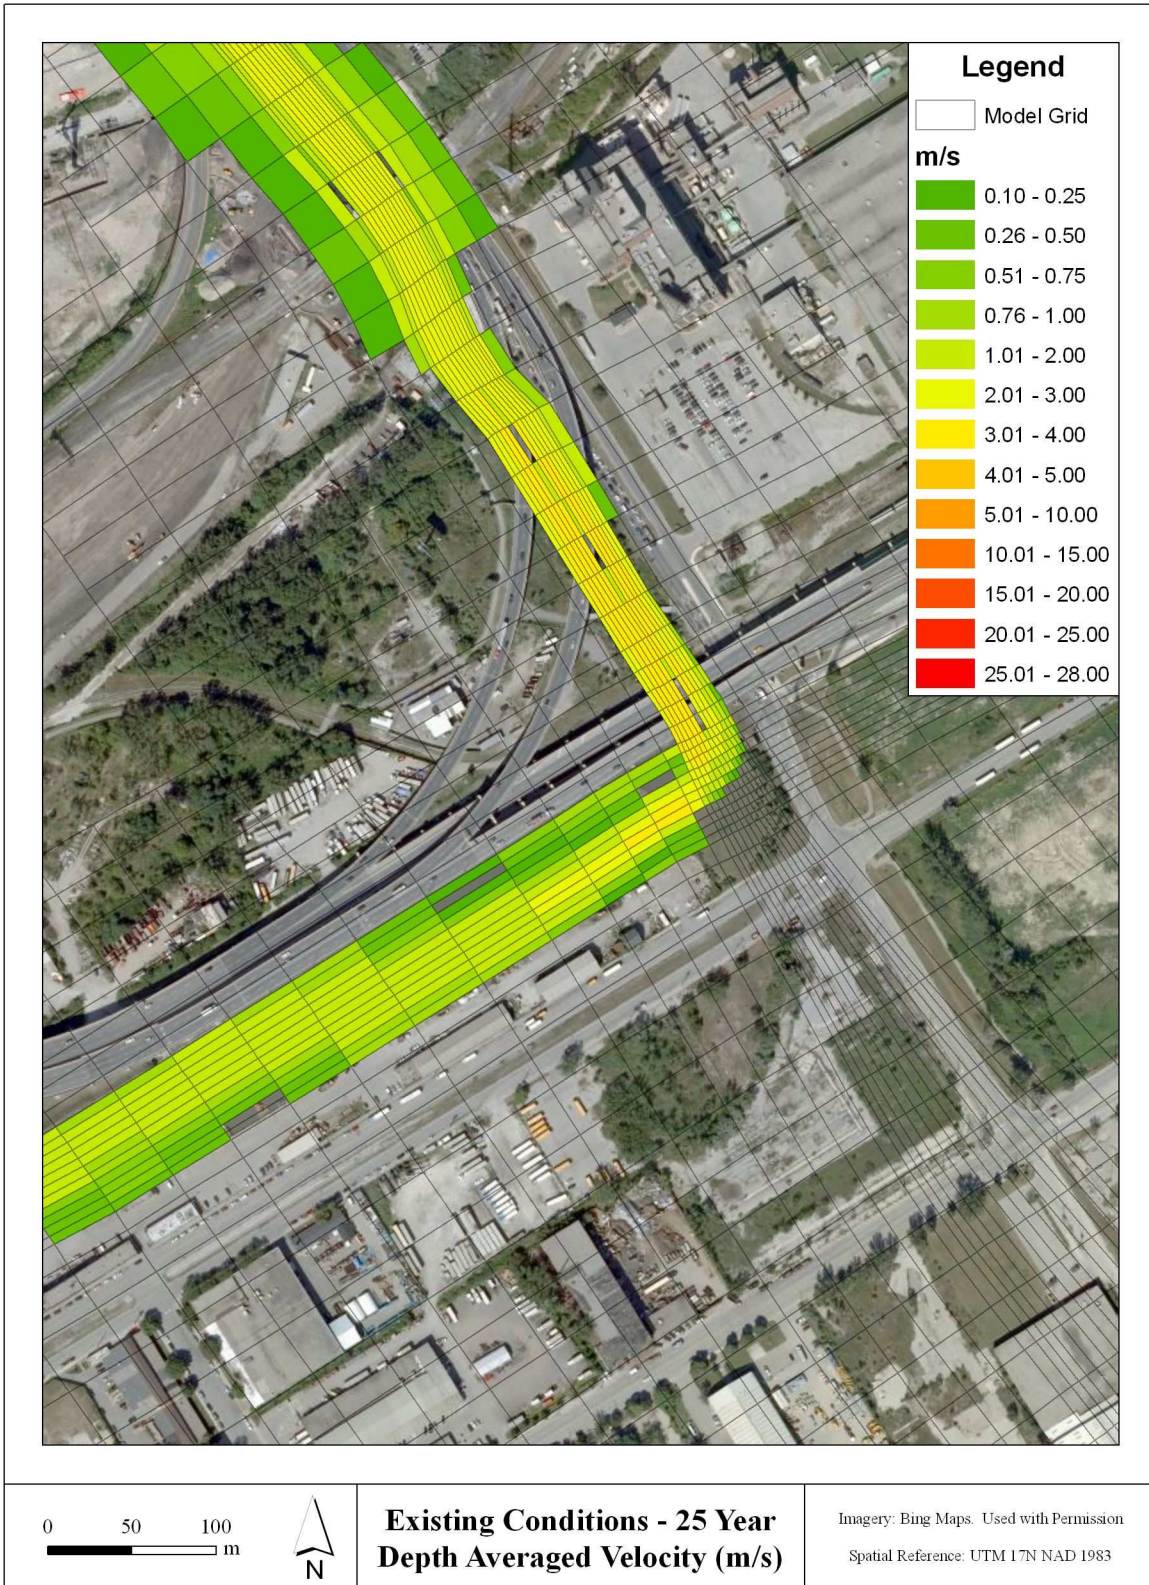 Legend
Model Grid
m/s
0.10 - 0.25
0.26 - 0.50
0.51 - 0.75
0.76 - 1.00
1.01 - 2.00
2.01 - 3.00
3.01 - 4.00
4.01 - 5.00
5.01 - 10.00
10.01 - 15.00
15.01 - 20.00
20.01 - 25.00
25.01 - 28.00
0 50 100
m
N
Existing Conditions - 25 Year
Depth Averaged Velocity (m/s)
Imagery: Bing Maps. Used with Permission
Spatial Reference: UTM 17N NAD 1983